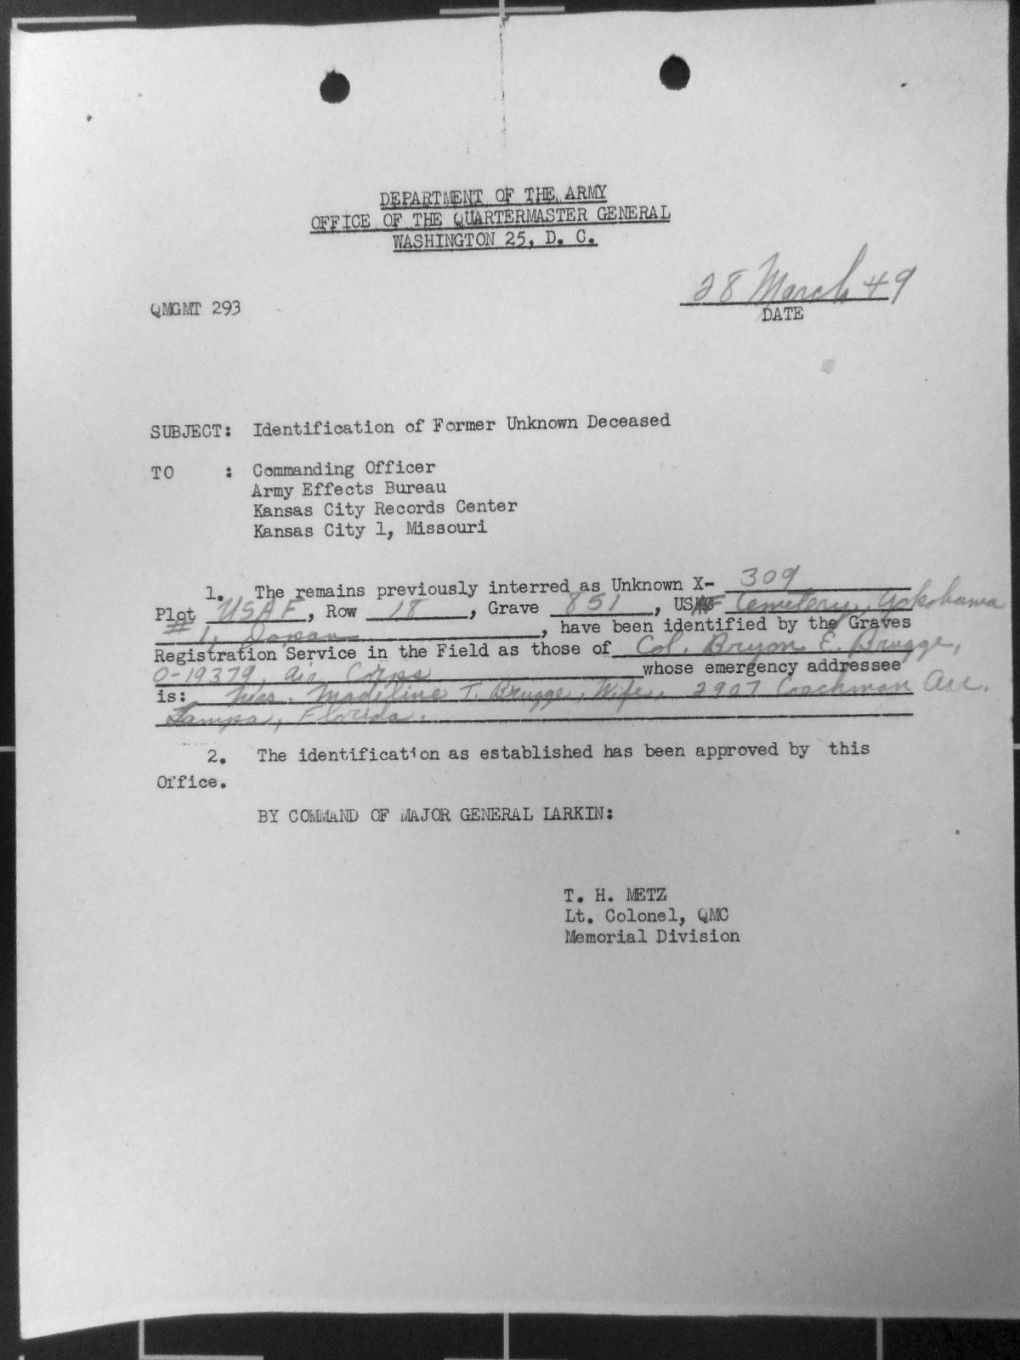 DEPARTMENT OF THE ARMY
OFFICE OF THE QUARTERMASTER GENERAL
WASHINGTON 25, D. C.
28 March 49
QMGMT 293
DATE
SUBJECT: Identification of Former Unknown Deceased
TO : Commanding Officer
Army Effects Bureau
Kansas City Records Center
Kansas City 1, Missouri
1. The remains previously interred as Unknown X- 309
Plot USAF, Row 18, Grave 851, US Cemetery, Yokohama
# 1, Japan, have been identified by the Graves
Registration Service in the Field as those of Col. Bryon E. Brugge,
O-19379, Air Corps whose emergency addressee
is: Mrs. Madeline T. Brugge, Wife, 2907 Coachman Ave.
Tampa, Florida.
2. The identification as established has been approved by this
Office.
BY COMMAND OF MAJOR GENERAL LARKIN:
T. H. METZ
Lt. Colonel, QMC
Memorial Division